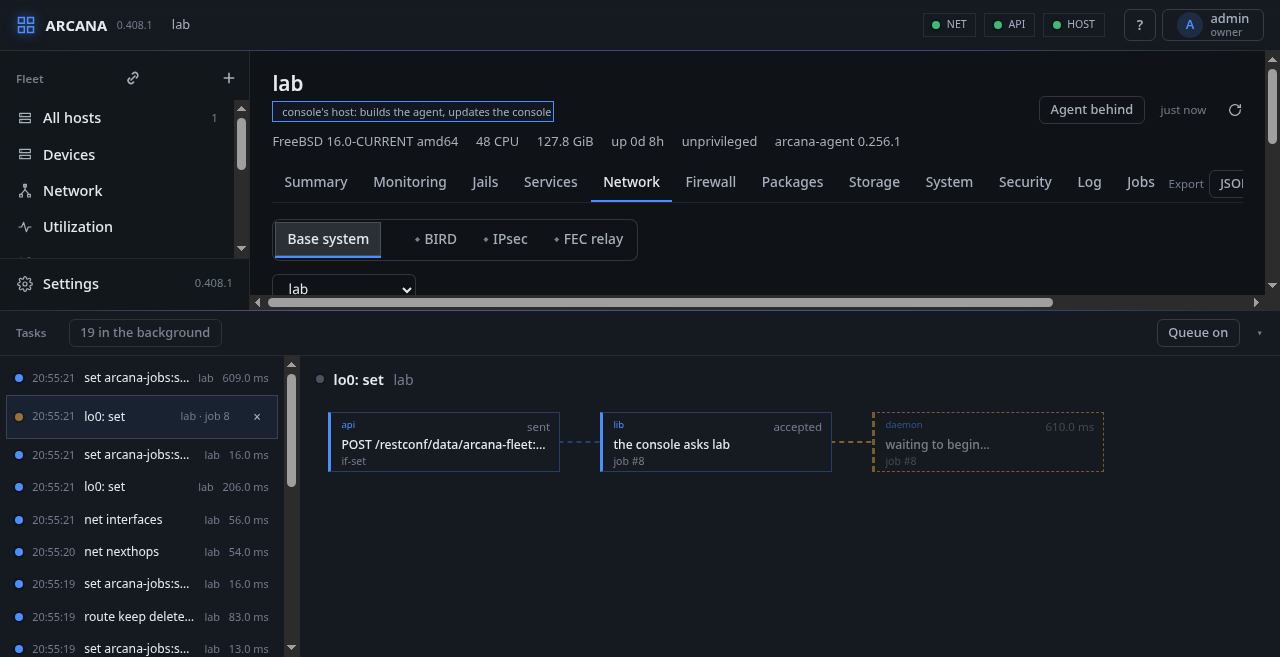 ARCANA 0.408.1 lab
NET API HOST ? A admin
owner
Fleet
All hosts 1
Devices
Network
Utilization
Settings 0.408.1
lab
console's host: builds the agent, updates the console
Agent behind just now
FreeBSD 16.0-CURRENT amd64 48 CPU 127.8 GiB up 0d 8h unprivileged arcana-agent 0.256.1
Summary Monitoring Jails Services Network Firewall Packages Storage System Security Log Jobs Export
Base system BIRD IPsec FEC relay
lab
Tasks 19 in the background Queue on
20:55:21 set arcana-jobs:s... lab 609.0 ms
20:55:21 lo0: set lab · job 8 ×
20:55:21 set arcana-jobs:s... lab 16.0 ms
20:55:21 lo0: set lab 206.0 ms
20:55:21 net interfaces lab 56.0 ms
20:55:20 net nexthops lab 54.0 ms
20:55:19 set arcana-jobs:s... lab 16.0 ms
20:55:19 route keep delete... lab 83.0 ms
20:55:19 set arcana-jobs:s... lab 13.0 ms
lo0: set lab
api sent
POST /restconf/data/arcana-fleet:...
if-set
lib accepted
the console asks lab
job #8
daemon 610.0 ms
waiting to begin...
job #8